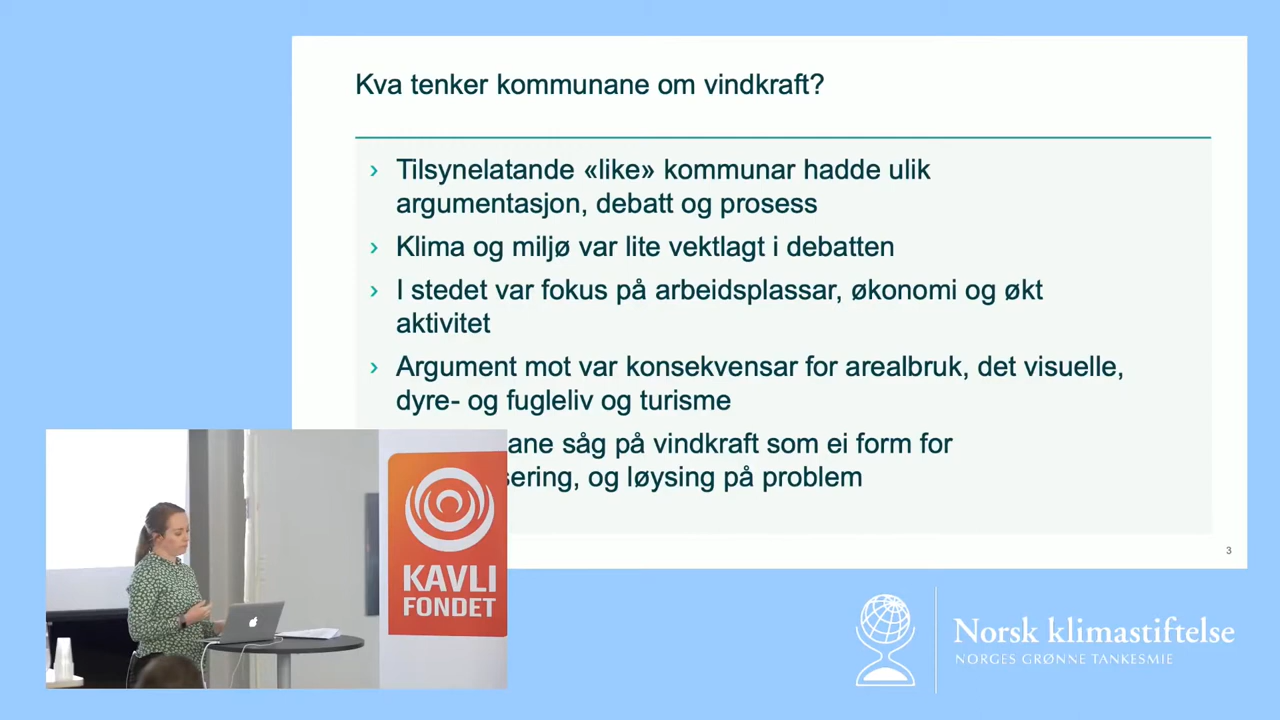 Kva tenker kommunane om vindkraft?
› Tilsynelatande «like» kommunar hadde ulik
argumentasjon, debatt og prosess
› Klima og miljø var lite vektlagt i debatten
› I stedet var fokus på arbeidsplassar, økonomi og økt
aktivitet
› Argument mot var konsekvensar for arealbruk, det visuelle,
dyre- og fugleliv og turisme
såg på vindkraft som ei form for
og løysing på problem
3
KAVLI
FONDET
Norsk klimastiftelse
NORGES GRØNNE TANKESMIE